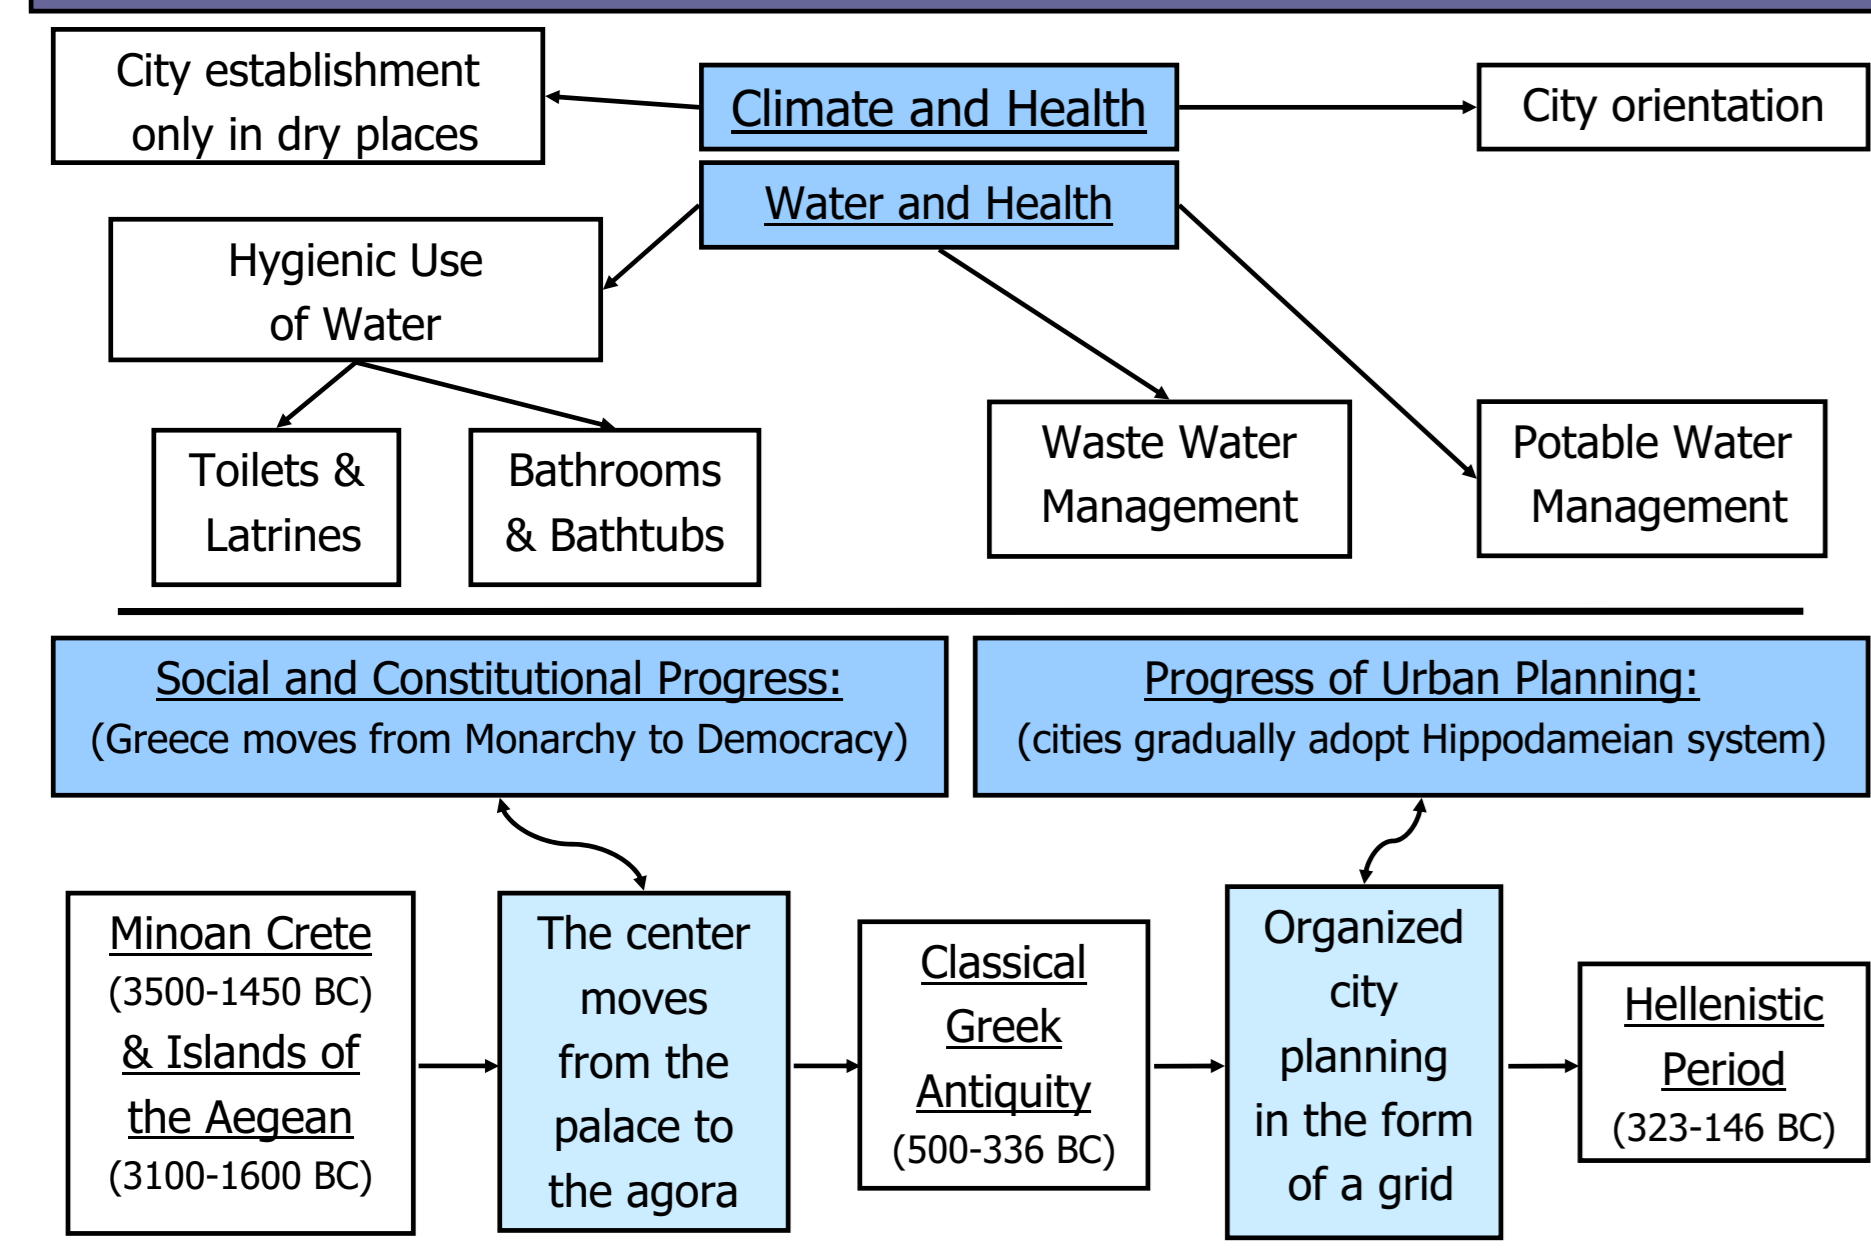 City establishment
only in dry places
Climate and Health
City orientation
Water and Health
Hygienic Use
of Water
Toilets &
Latrines
Bathrooms
& Bathtubs
Waste Water
Management
Potable Water
Management
Social and Constitutional Progress:
(Greece moves from Monarchy to Democracy)
Progress of Urban Planning:
(cities gradually adopt Hippodameian system)
Minoan Crete
(3500-1450 BC)
& Islands of
the Aegean
(3100-1600 BC)
The center
moves
from the
palace to
the agora
Classical
Greek
Antiquity
(500-336 BC)
Organized
city
planning
in the form
of a grid
Hellenistic
Period
(323-146 BC)